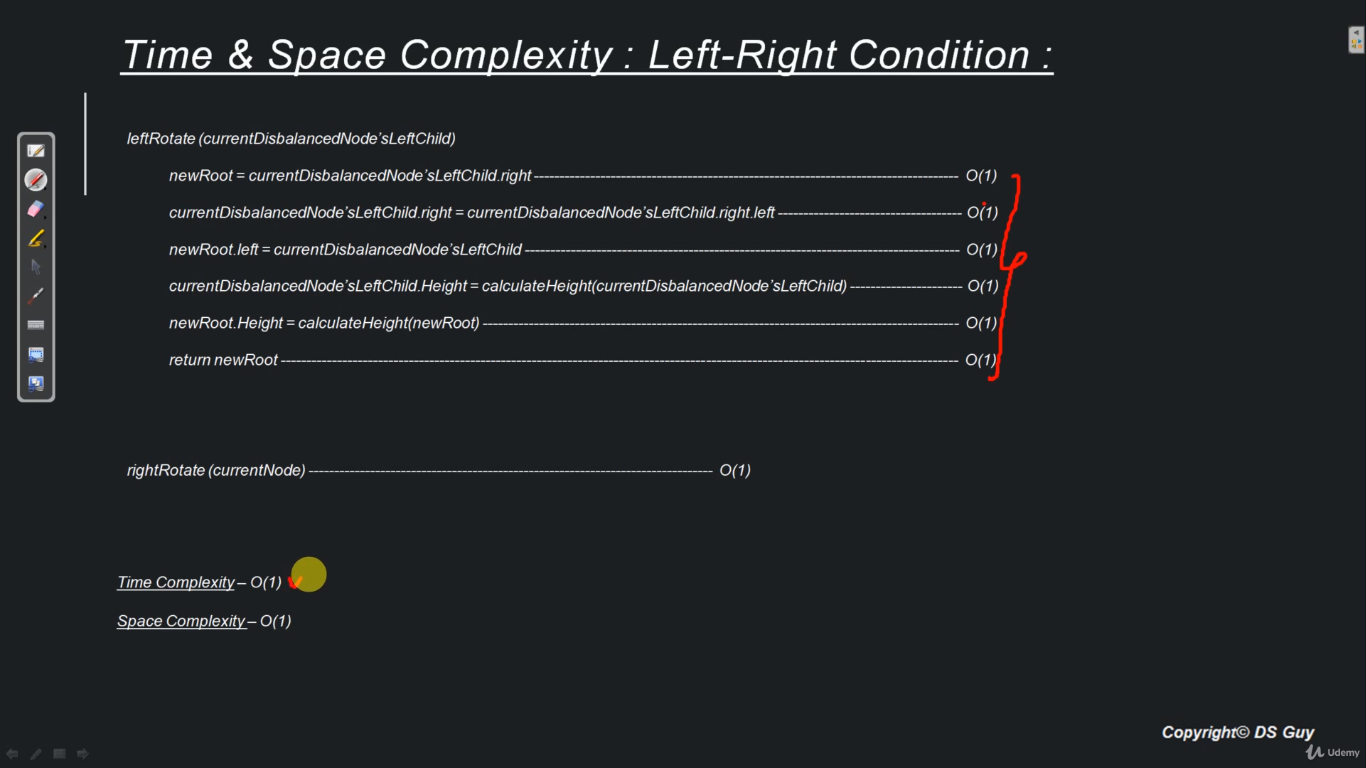 Time & Space Complexity : Left-Right Condition :
leftRotate (currentDisbalancedNode’sLeftChild)
newRoot = currentDisbalancedNode’sLeftChild.right ---------------------------------------------------------------------- O(1)
currentDisbalancedNode’sLeftChild.right = currentDisbalancedNode’sLeftChild.right.left ------------------------------ O(1)
newRoot.left = currentDisbalancedNode’sLeftChild ------------------------------------------------------------------------ O(1)
currentDisbalancedNode’sLeftChild.Height = calculateHeight(currentDisbalancedNode’sLeftChild) ------------------- O(1)
newRoot.Height = calculateHeight(newRoot) ------------------------------------------------------------------------------- O(1)
return newRoot ---------------------------------------------------------------------------------------------------------------- O(1)
rightRotate (currentNode) ------------------------------------------------------------------- O(1)
Time Complexity – O(1)
Space Complexity – O(1)
Copyright© DS Guy
Udemy